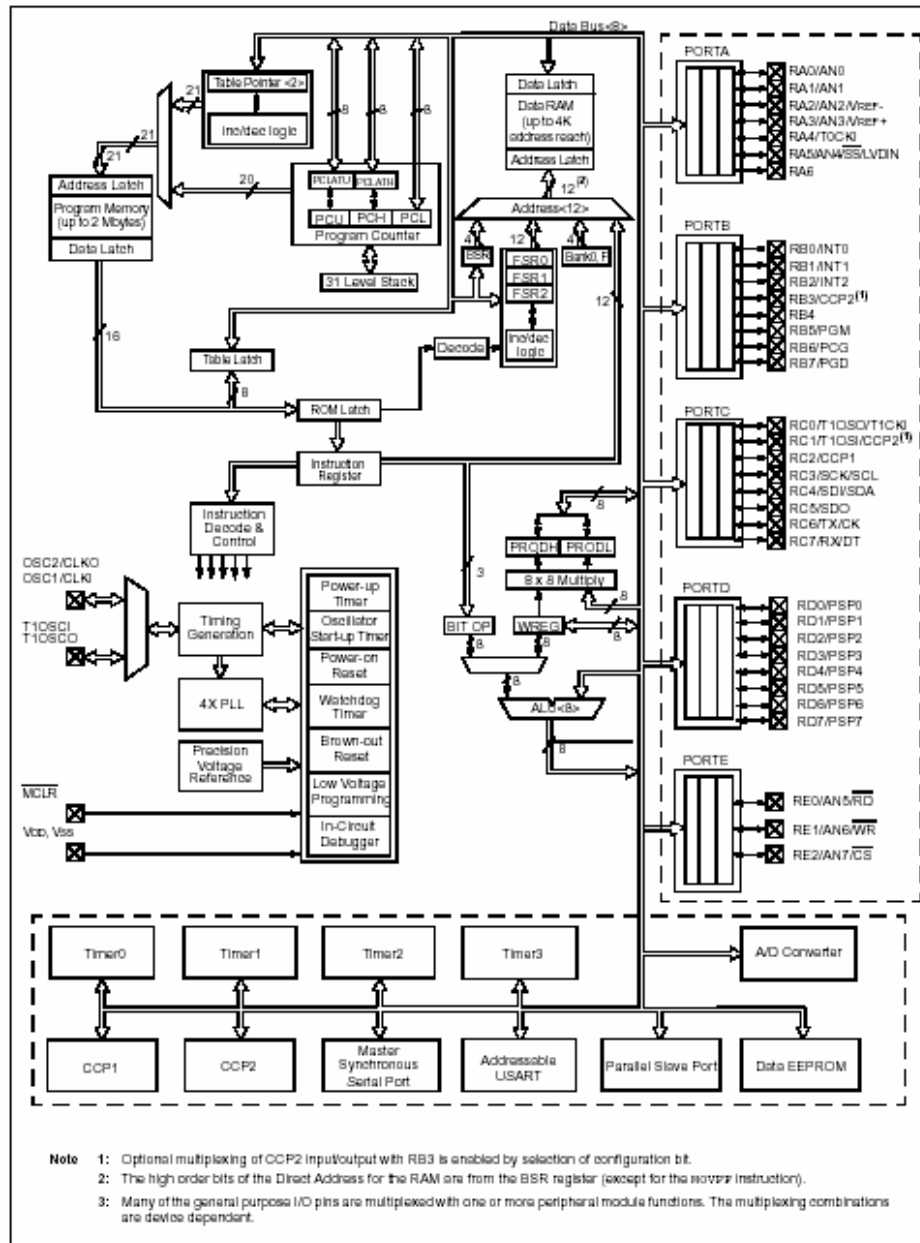 Data Bus<8>
Table Pointer <2>
inc/dec logic
21
21
21
20
8
8
8
Address Latch
Program Memory
(up to 2 Mbytes)
Data Latch
16
PCLATU
PCLATH
PCU
PCH
PCL
Program Counter
31 Level Stack
Data Latch
Data RAM
(up to 4K
address reach)
Address Latch
12(2)
Address<12>
4
12
4
BSR
FSR0
FSR1
FSR2
Bank0, F
inc/dec
logic
12
Decode
Table Latch
8
ROM Latch
Instruction
Register
Instruction
Decode &
Control
OSC2/CLKO
OSC1/CLKI
T1OSCI
T1OSCO
Timing
Generation
4X PLL
Precision
Voltage
Reference
MCLR
VDD, VSS
Power-up
Timer
Oscillator
Start-up Timer
Power-on
Reset
Watchdog
Timer
Brown-out
Reset
Low Voltage
Programming
In-Circuit
Debugger
3
8
PRODH
PRODL
8 x 8 Multiply
8
BIT OP
WREG
8
8
8
8
ALU<8>
8
PORTA
RA0/AN0
RA1/AN1
RA2/AN2/VREF-
RA3/AN3/VREF+
RA4/T0CKI
RA5/AN4/SS/LVDIN
RA6
PORTB
RB0/INT0
RB1/INT1
RB2/INT2
RB3/CCP2(1)
RB4
RB5/PGM
RB6/PCG
RB7/PGD
PORTC
RC0/T1OSO/T1CKI
RC1/T1OSI/CCP2(1)
RC2/CCP1
RC3/SCK/SCL
RC4/SDI/SDA
RC5/SDO
RC6/TX/CK
RC7/RX/DT
PORTD
RD0/PSP0
RD1/PSP1
RD2/PSP2
RD3/PSP3
RD4/PSP4
RD5/PSP5
RD6/PSP6
RD7/PSP7
PORTE
RE0/AN5/RD
RE1/AN6/WR
RE2/AN7/CS
Timer0
Timer1
Timer2
Timer3
A/D Converter
CCP1
CCP2
Master
Synchronous
Serial Port
Addressable
USART
Parallel Slave Port
Data EEPROM
Note 1: Optional multiplexing of CCP2 input/output with RB3 is enabled by selection of configuration bit.
2: The high order bits of the Direct Address for the RAM are from the BSR register (except for the MOVFF instruction).
3: Many of the general purpose I/O pins are multiplexed with one or more peripheral module functions. The multiplexing combinations
are device dependent.